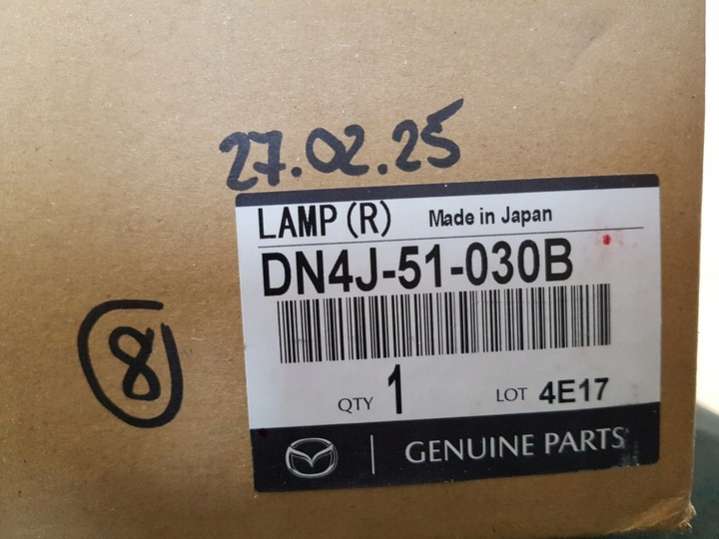 27.02.25
LAMP (R) Made in Japan
DN4J-51-030B
8
QTY 1 LOT 4E17
GENUINE PARTS